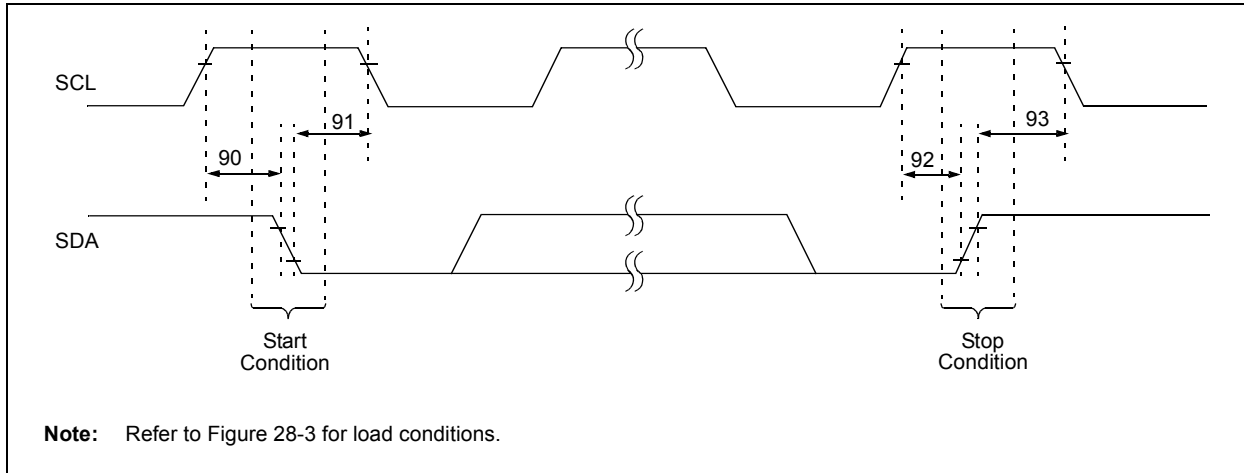 SCL
91
93
90
92
SDA
Start
Condition
Stop
Condition
Note: Refer to Figure 28-3 for load conditions.